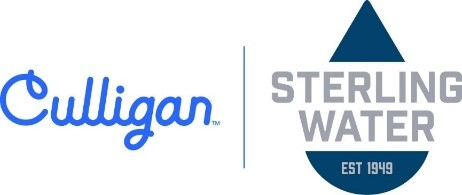 Culligan™
STERLING
WATER
EST 1949